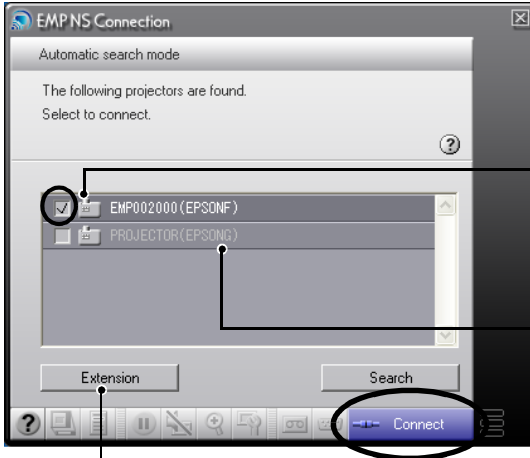 EMP NS Connection
Automatic search mode
The following projectors are found.
Select to connect.
?
EMP002000(EPSONF)
PROJECTOR(EPSONG)
Extension
Search
?
Connect